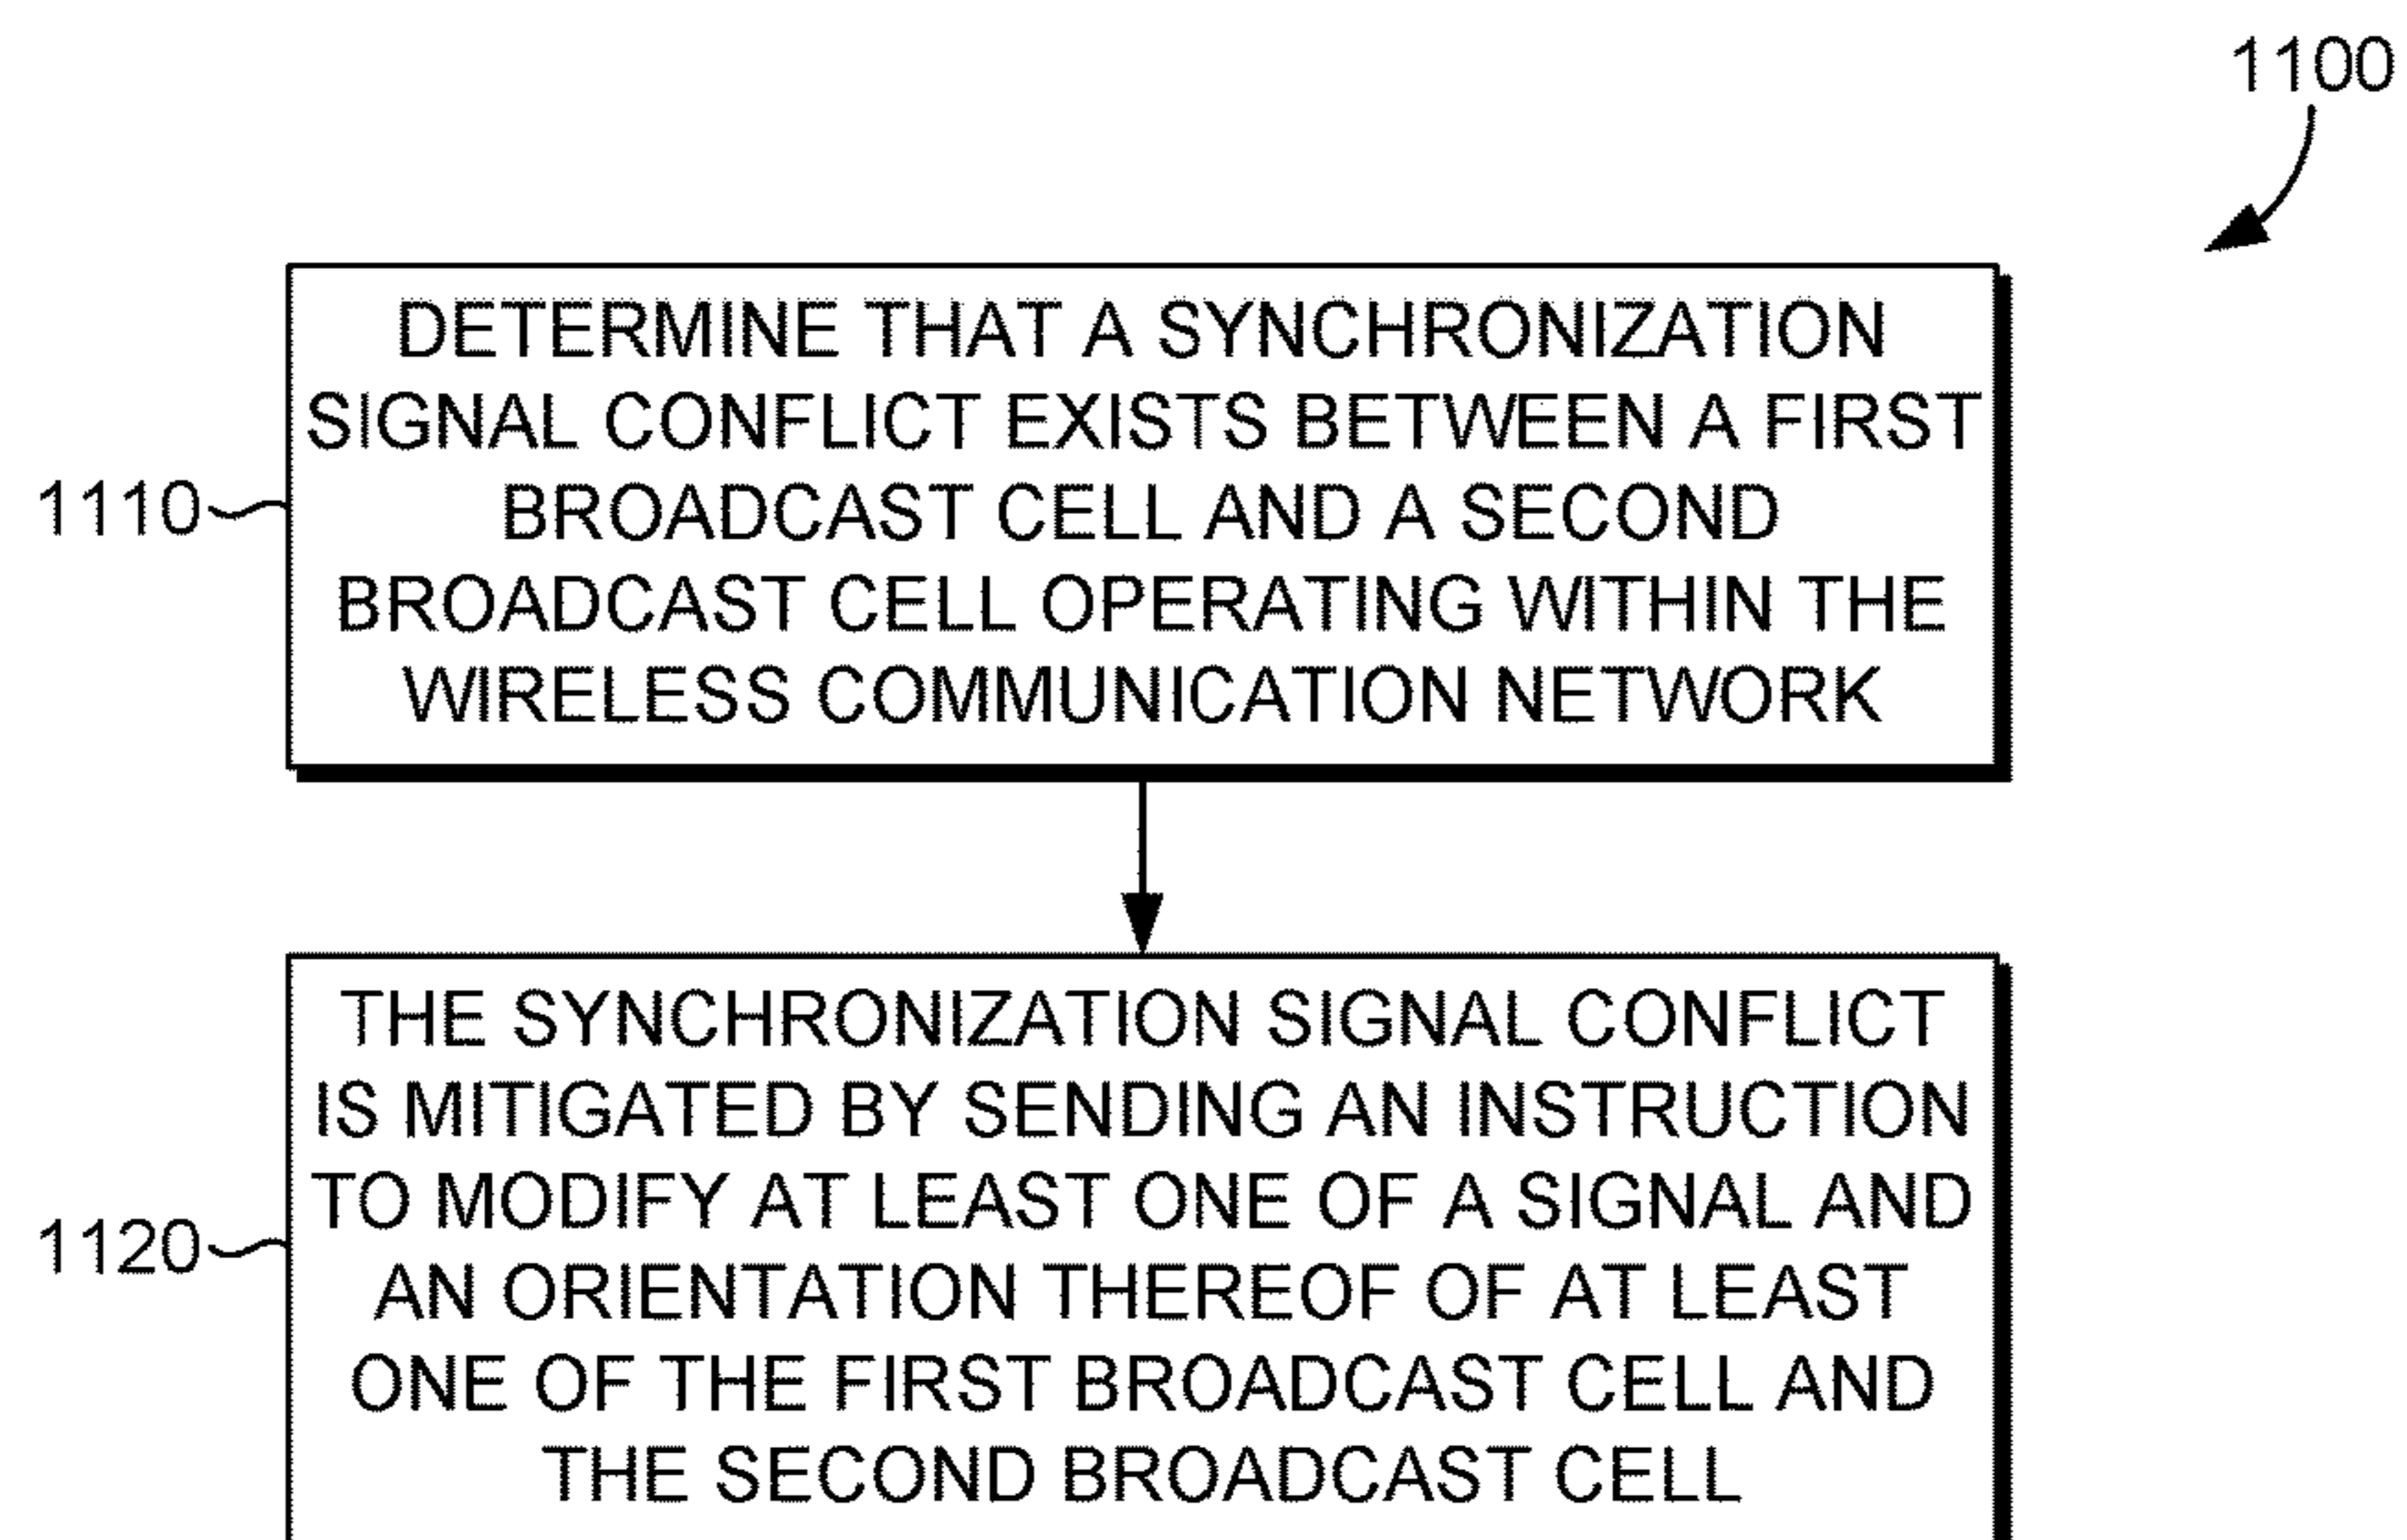 1100
DETERMINE THAT A SYNCHRONIZATION
SIGNAL CONFLICT EXISTS BETWEEN A FIRST
BROADCAST CELL AND A SECOND
BROADCAST CELL OPERATING WITHIN THE
WIRELESS COMMUNICATION NETWORK
1110
THE SYNCHRONIZATION SIGNAL CONFLICT
IS MITIGATED BY SENDING AN INSTRUCTION
TO MODIFY AT LEAST ONE OF A SIGNAL AND
AN ORIENTATION THEREOF OF AT LEAST
ONE OF THE FIRST BROADCAST CELL AND
THE SECOND BROADCAST CELL
1120